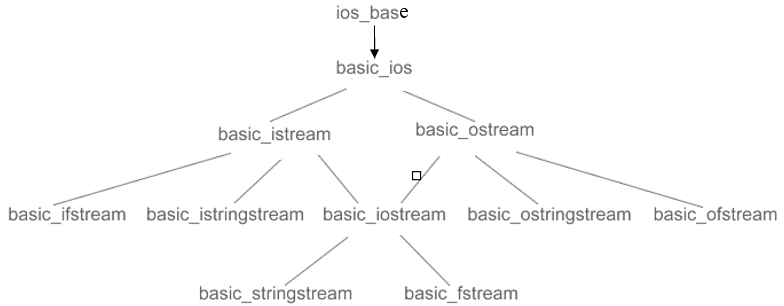 ios_base
basic_ios
basic_istream
basic_ostream
basic_ifstream
basic_istringstream
basic_iostream
basic_ostringstream
basic_ofstream
basic_stringstream
basic_fstream